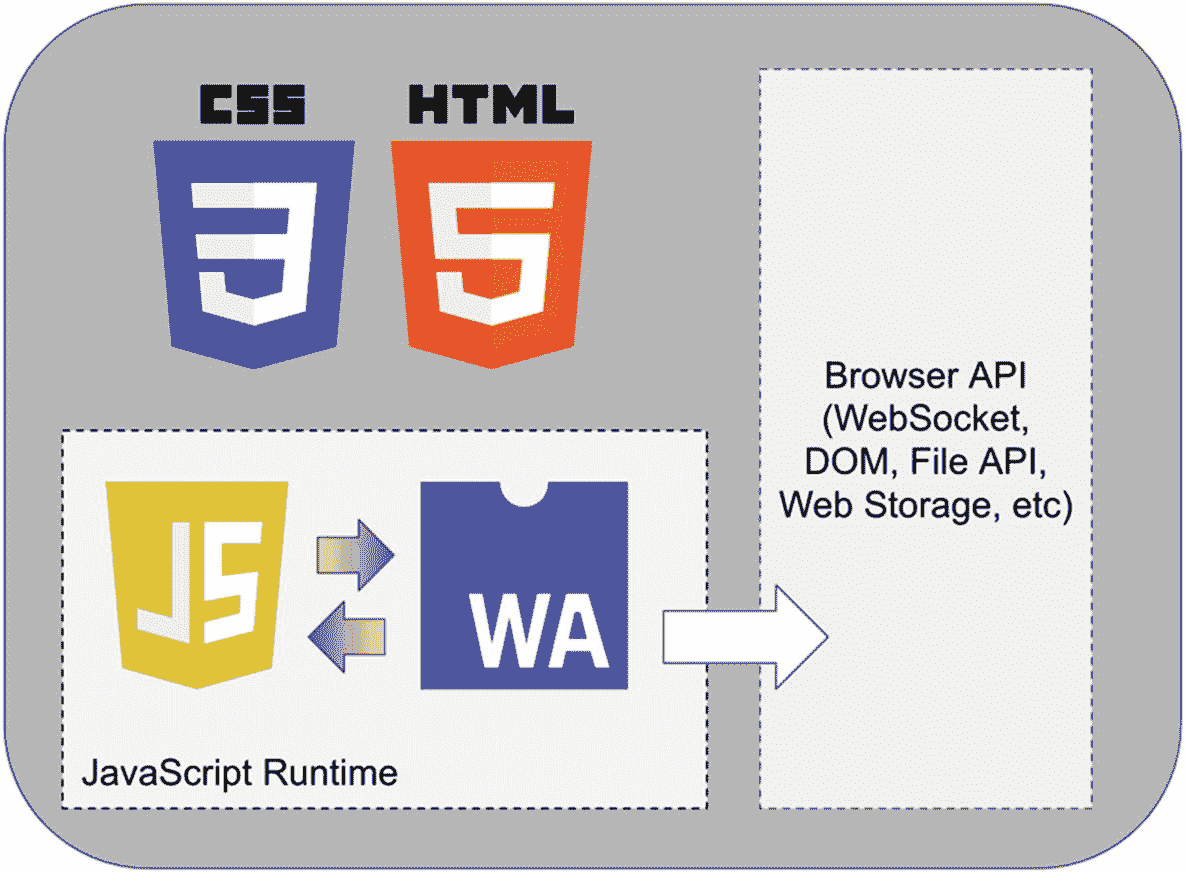 CSS
HTML
3
5
JS
WA
JavaScript Runtime
Browser API
(WebSocket,
DOM, File API,
Web Storage, etc)